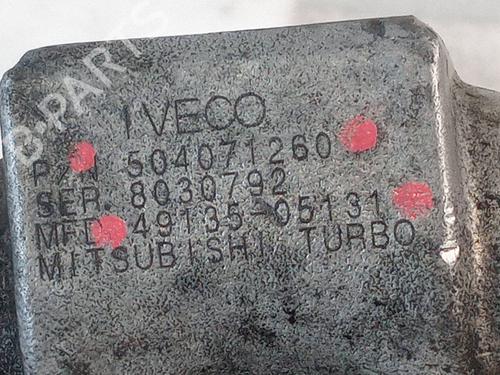 B-PARTS
IVECO
P/N 504071260
SER. 8030792
MFD. 49135-05131
MITSUBISHI TURBO